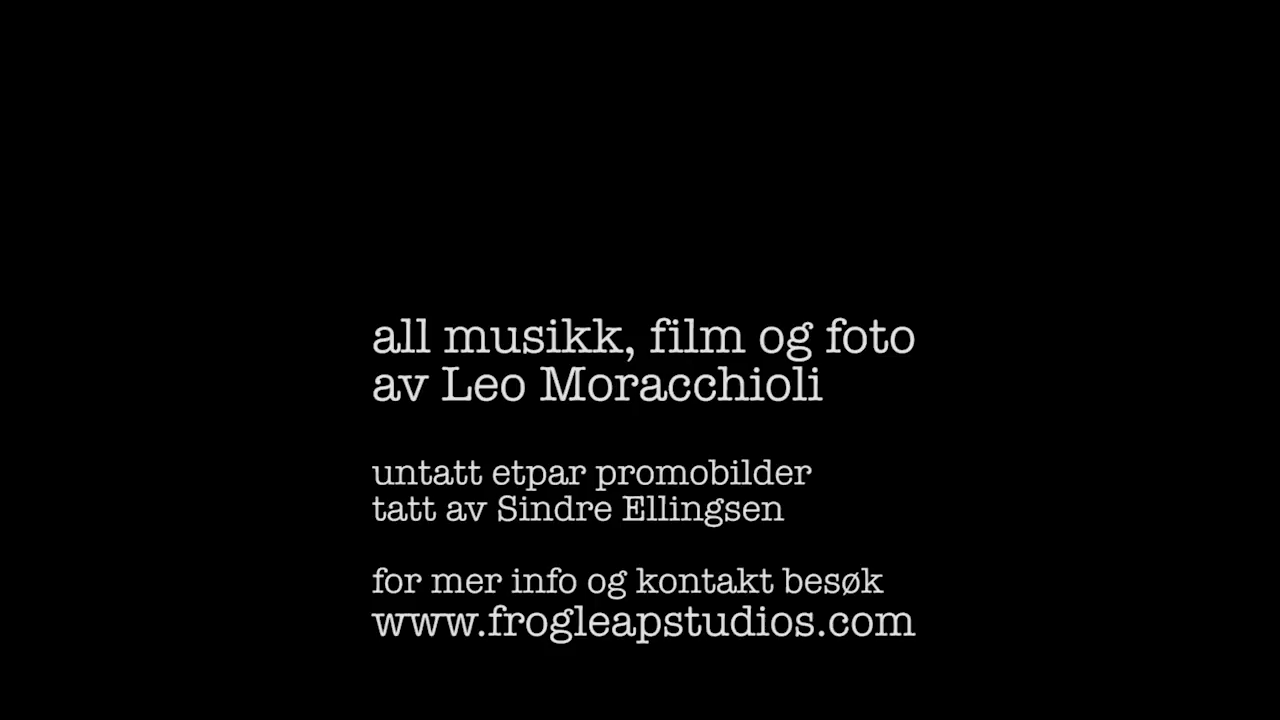 all musikk, film og foto
av Leo Moracchioli
untatt etpar promobilder
tatt av Sindre Ellingsen
for mer info og kontakt besøk
www.frogleapstudios.com